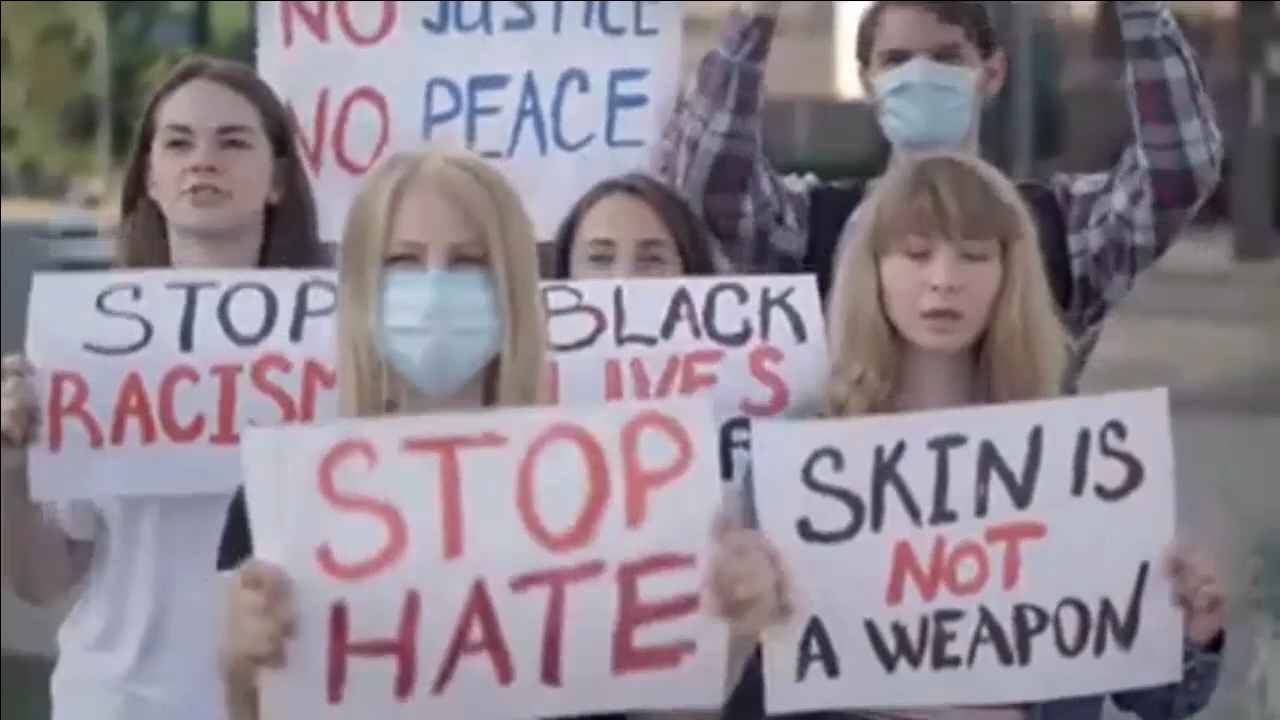 NO JUSTICE
NO PEACE
STOP
RACISM
BLACK
LIVES
STOP
HATE
SKIN IS
NOT
A WEAPON